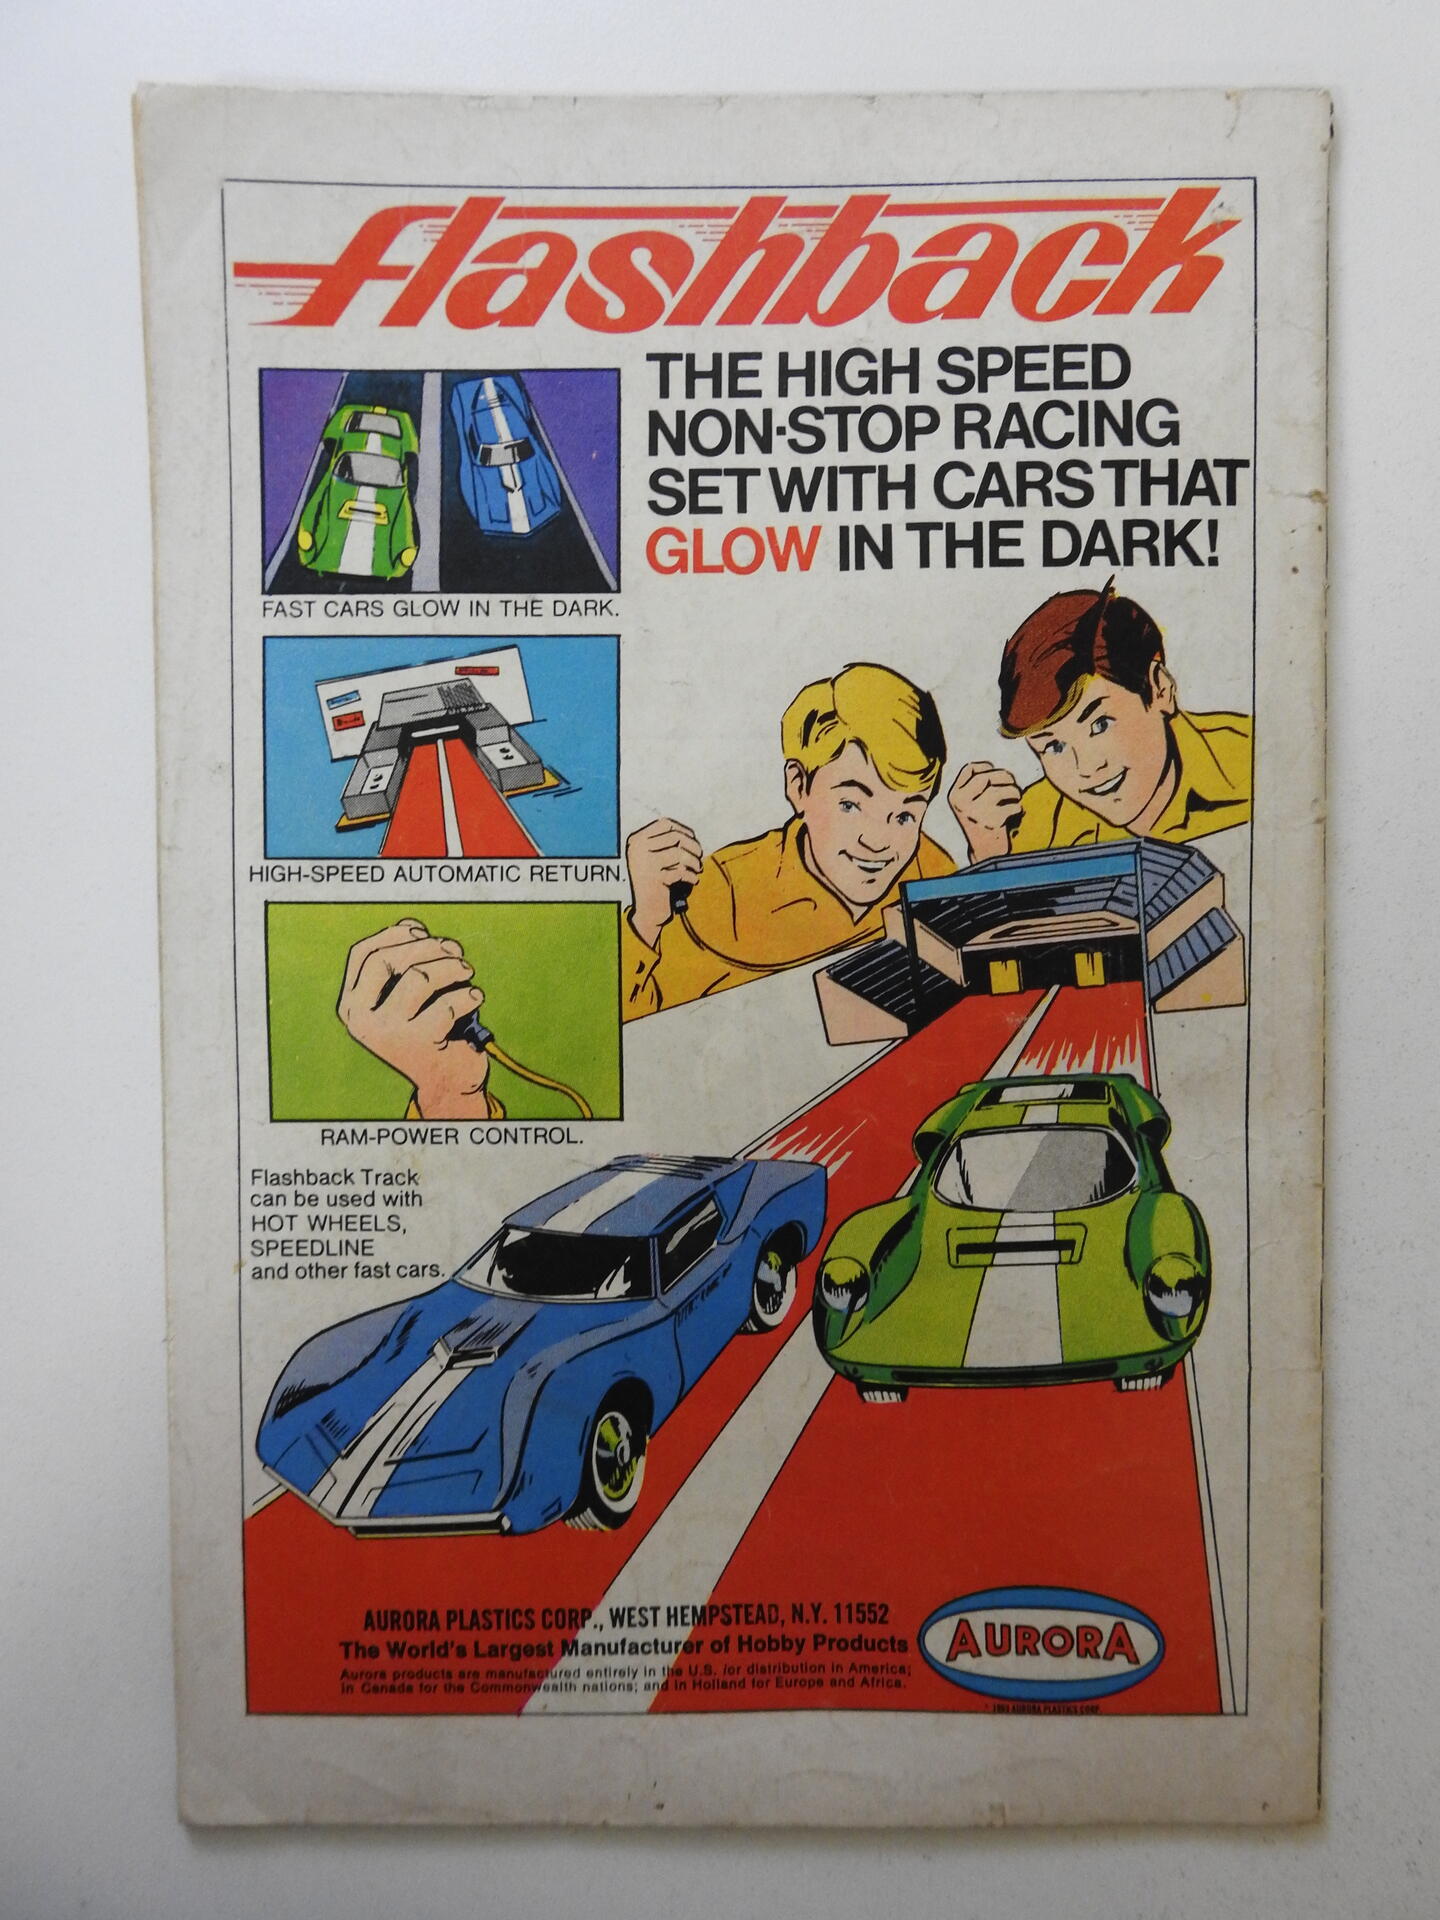 flashback
THE HIGH SPEED
NON-STOP RACING
SET WITH CARS THAT
GLOW IN THE DARK!
FAST CARS GLOW IN THE DARK.
HIGH-SPEED AUTOMATIC RETURN.
RAM-POWER CONTROL.
Flashback Track
can be used with
HOT WHEELS,
SPEEDLINE
and other fast cars.
AURORA PLASTICS CORP., WEST HEMPSTEAD, N.Y. 11552
The World's Largest Manufacturer of Hobby Products
Aurora products are manufactured entirely in the U.S. for distribution in America;
in Canada for the Commonwealth nations; and in Holland for Europe and Africa.
AURORA
AURORA PLASTICS CORP.